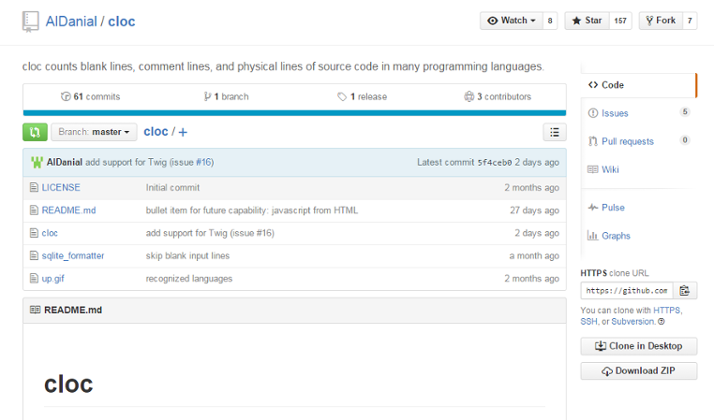 AlDanial / cloc
Watch 8 Star 157 Fork 7
cloc counts blank lines, comment lines, and physical lines of source code in many programming languages.
61 commits 1 branch 1 release 3 contributors
Branch: master cloc / +
AlDanial add support for Twig (issue #16) Latest commit 5f4ceb0 2 days ago
LICENSE Initial commit 2 months ago
README.md bullet item for future capability: javascript from HTML 27 days ago
cloc add support for Twig (issue #16) 2 days ago
sqlite_formatter skip blank input lines a month ago
up.gif recognized languages 2 months ago
README.md
cloc
Code
Issues 5
Pull requests 0
Wiki
Pulse
Graphs
HTTPS clone URL
https://github.com
You can clone with HTTPS,
SSH, or Subversion.
Clone in Desktop
Download ZIP